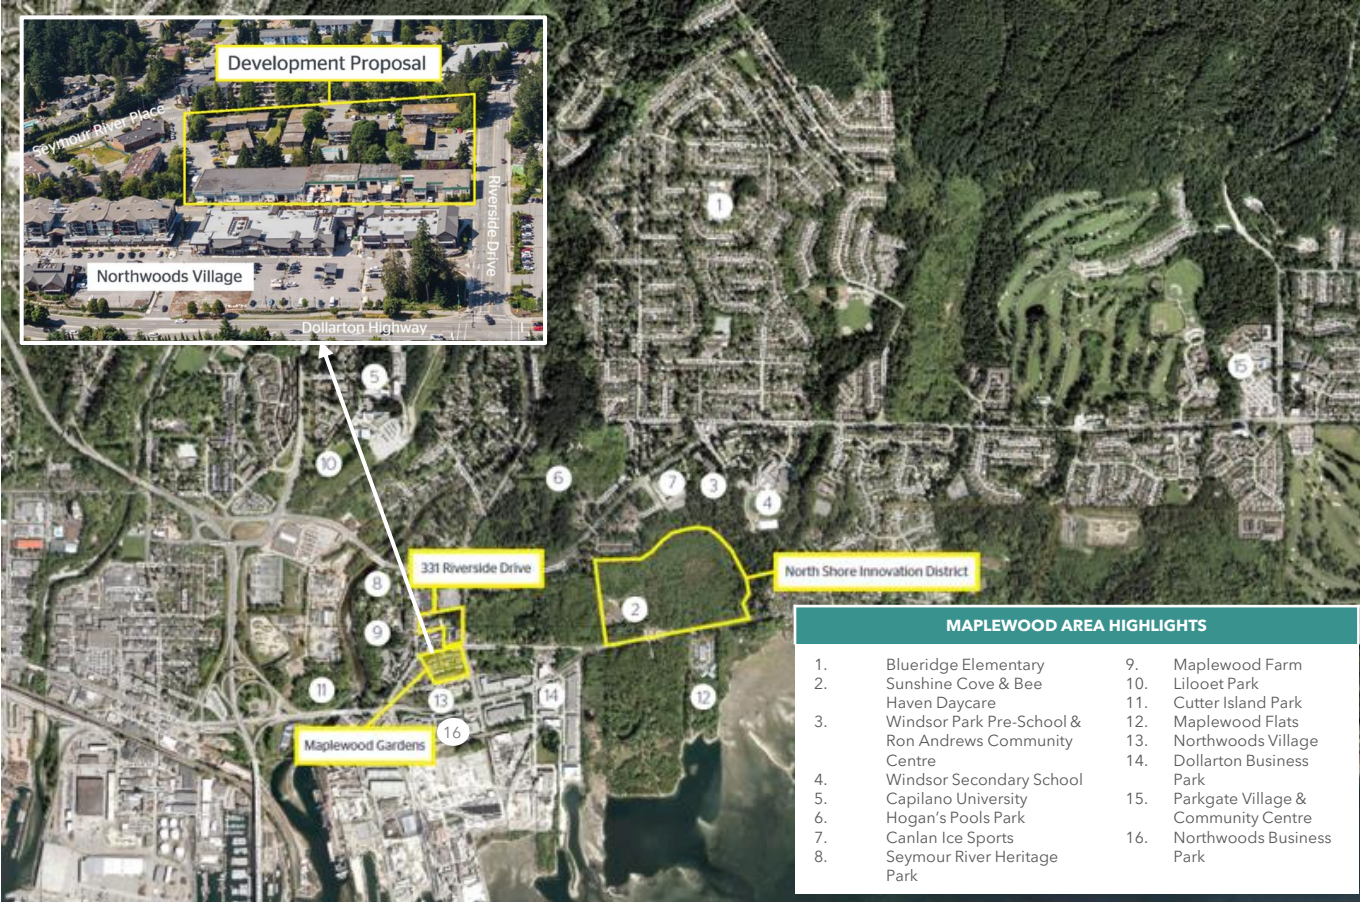 Development Proposal
Seymour River Place
Riverside Drive
Northwoods Village
Dollarton Highway
1
5
15
10
6
7
3
4
331 Riverside Drive
North Shore Innovation District
8
2
9
11
13
14
12
16
Maplewood Gardens
MAPLEWOOD AREA HIGHLIGHTS
1. Blueridge Elementary
2. Sunshine Cove & Bee
Haven Daycare
3. Windsor Park Pre-School &
Ron Andrews Community
Centre
4. Windsor Secondary School
5. Capilano University
6. Hogan's Pools Park
7. Canlan Ice Sports
8. Seymour River Heritage
Park
9. Maplewood Farm
10. Lilooet Park
11. Cutter Island Park
12. Maplewood Flats
13. Northwoods Village
14. Dollarton Business
Park
15. Parkgate Village &
Community Centre
16. Northwoods Business
Park